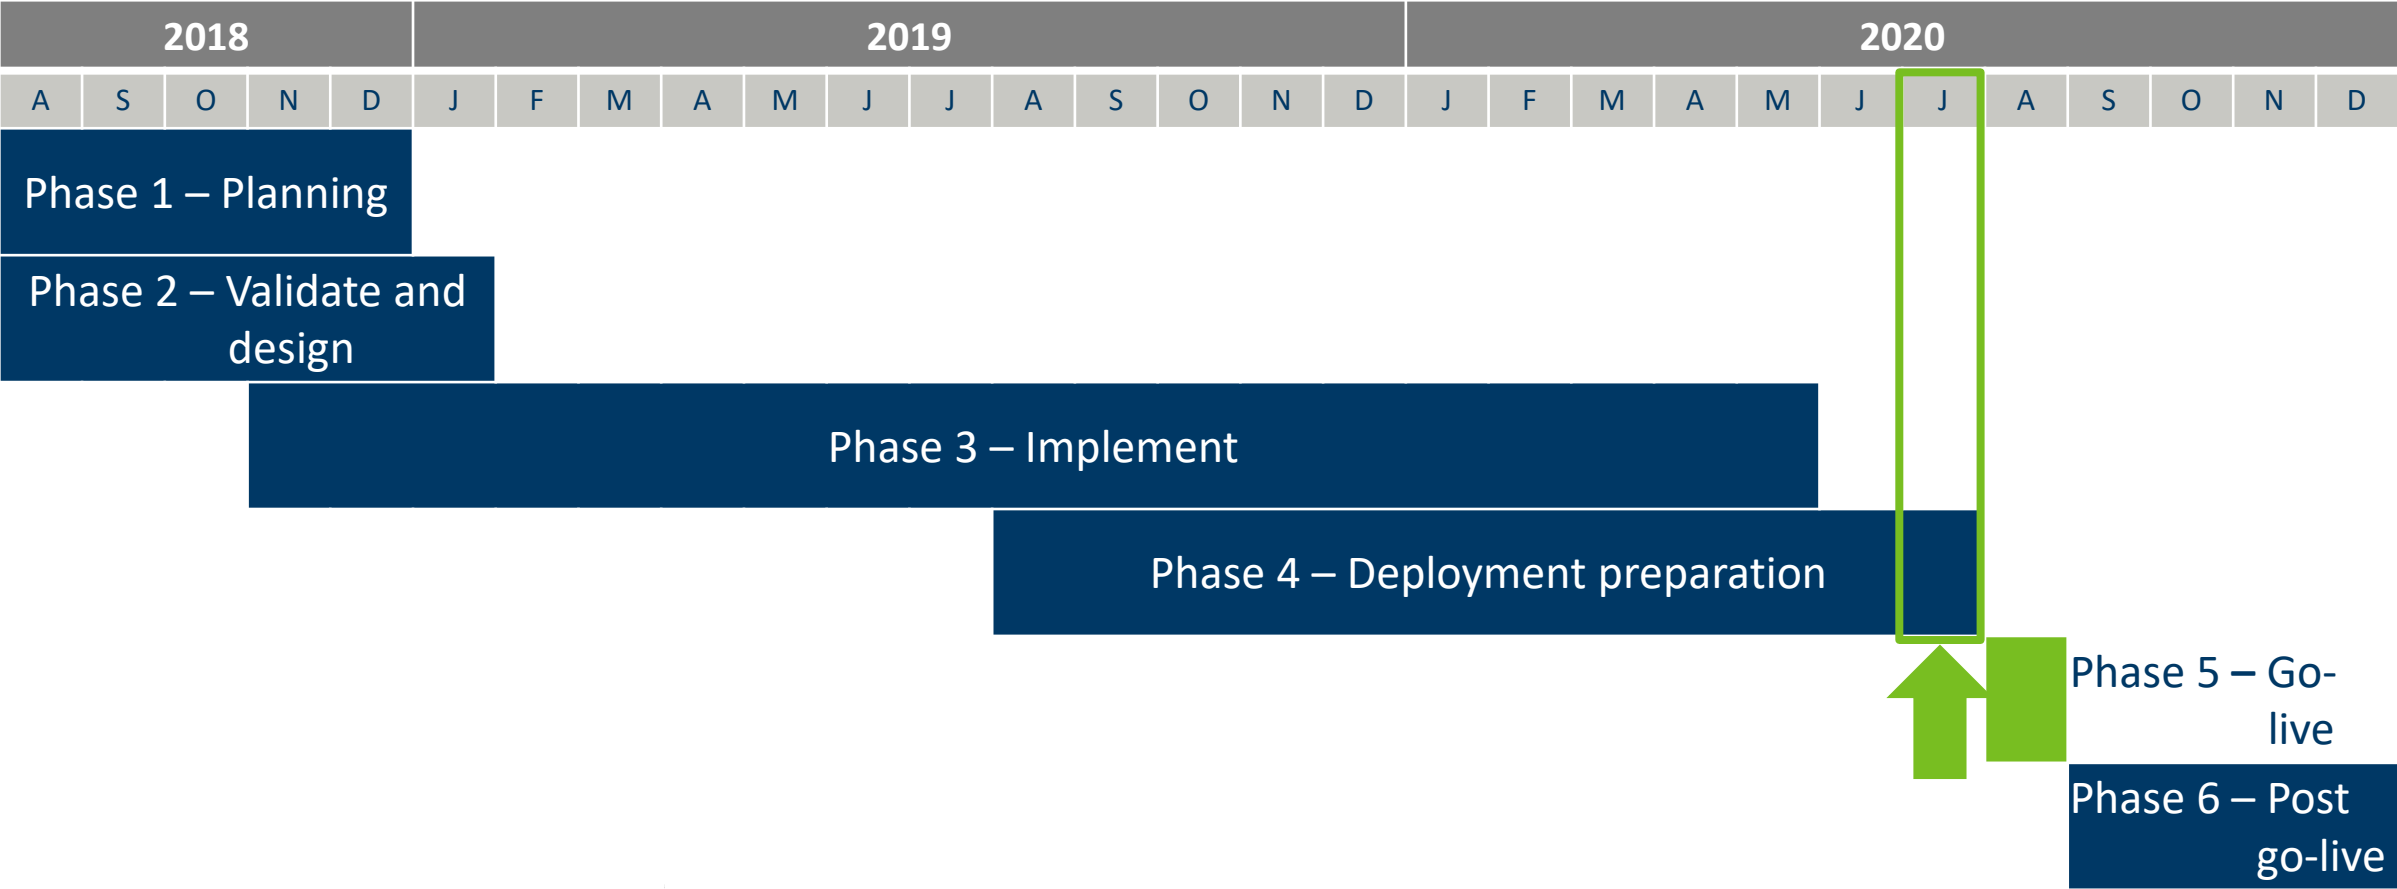 2018 2019 2020
A S O N D J F M A M J J A S O N D J F M A M J J A S O N D
Phase 1 – Planning
Phase 2 – Validate and
design
Phase 3 – Implement
Phase 4 – Deployment preparation
Phase 5 – Go-
live
Phase 6 – Post
go-live